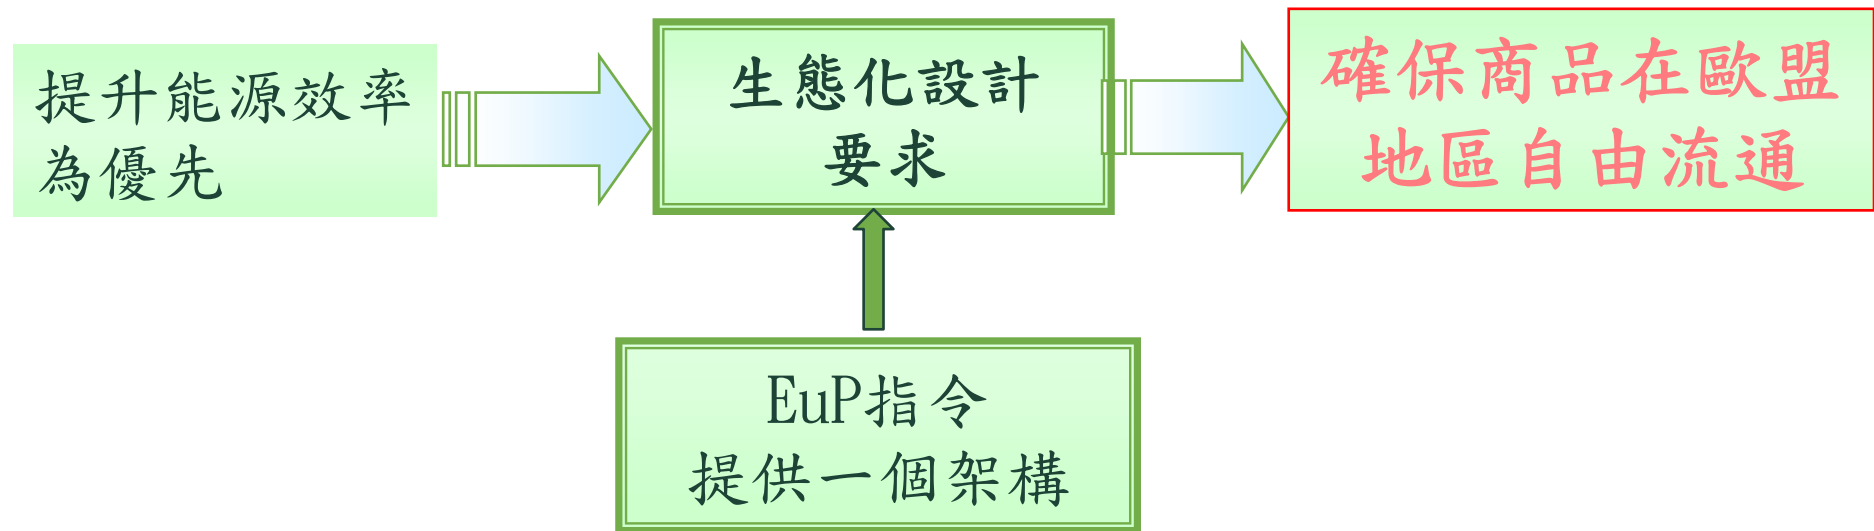 提升能源效率
為優先
生態化設計
要求
確保商品在歐盟
地區自由流通
EuP指令
提供一個架構